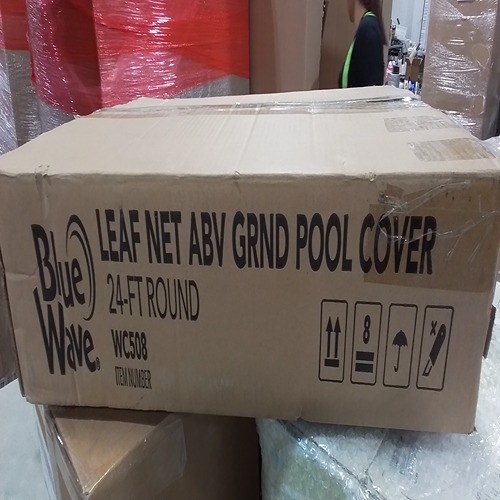 Blue
Wave®
LEAF NET ABV GRND POOL COVER
24-FT ROUND
WC508
ITEM NUMBER
8